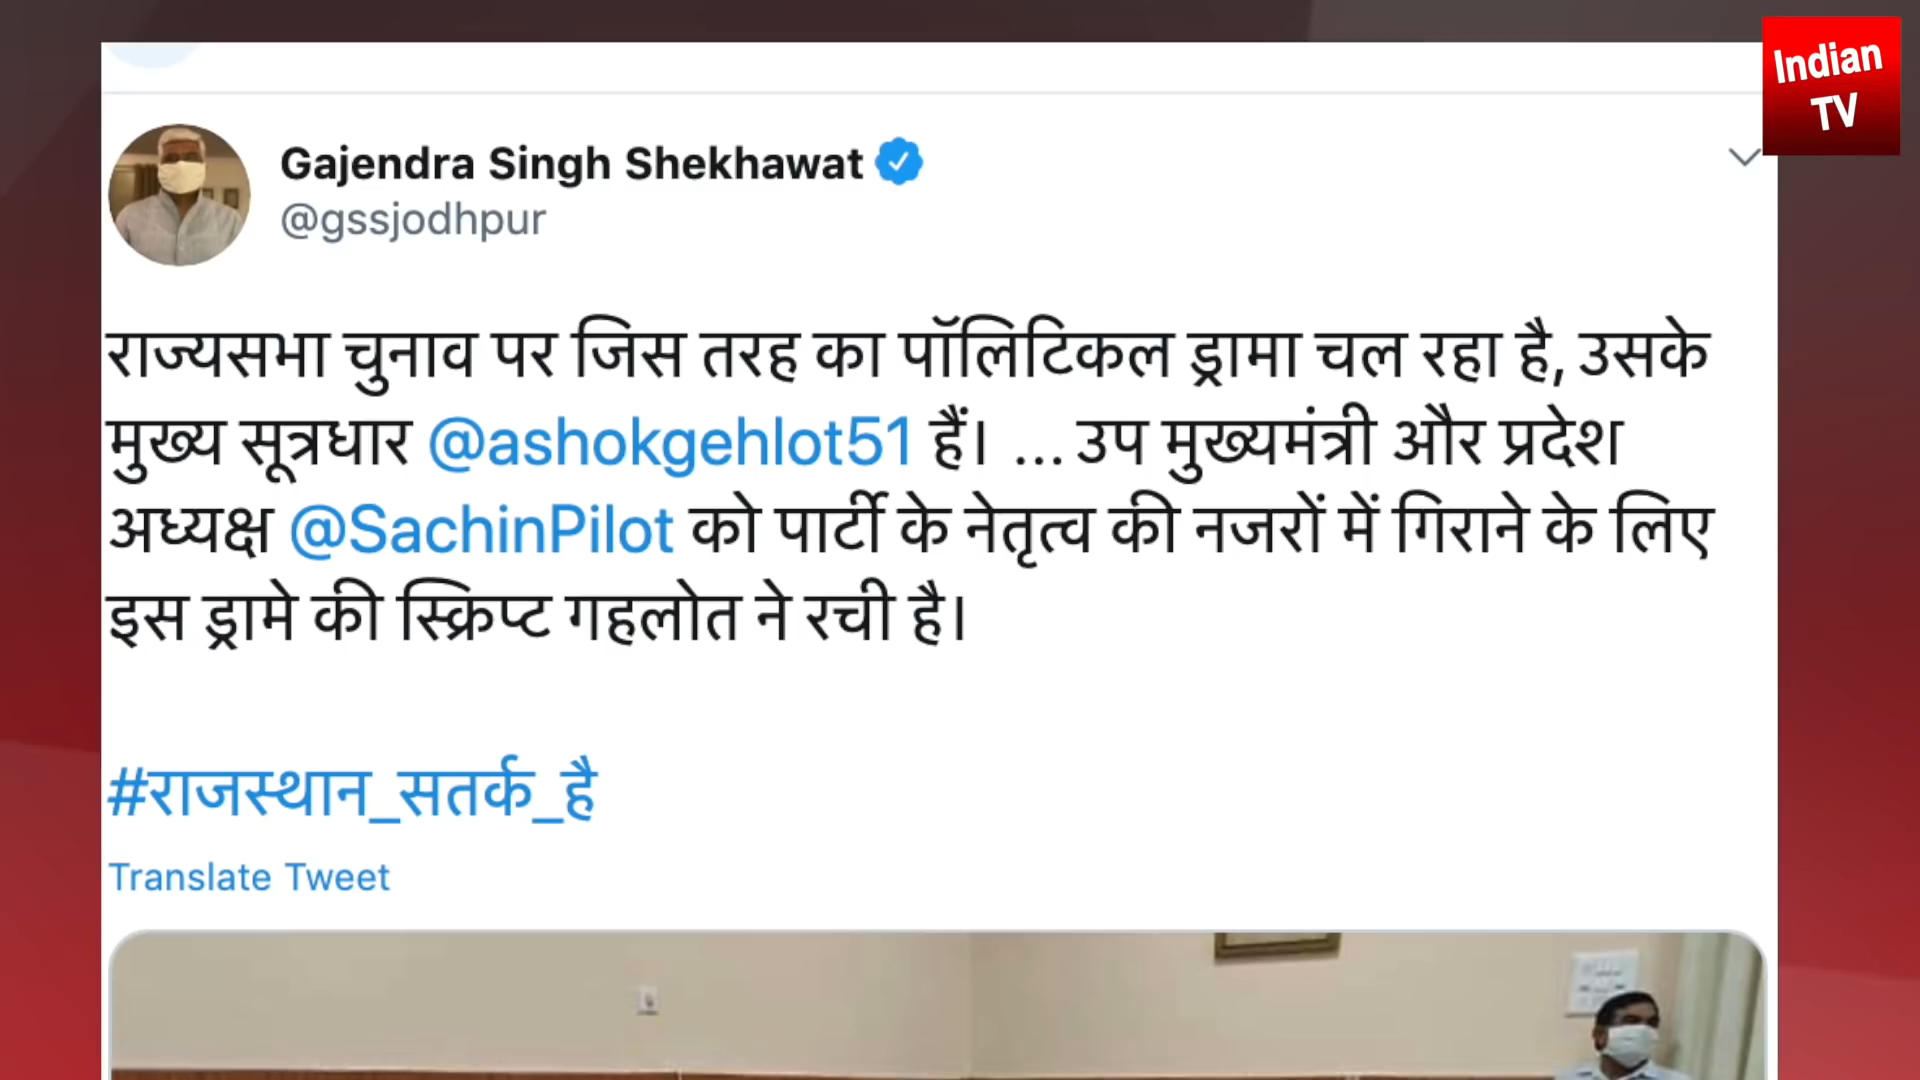 Indian
TV
Gajendra Singh Shekhawat
@gssjodhpur
राज्यसभा चुनाव पर जिस तरह का पॉलिटिकल ड्रामा चल रहा है, उसके
मुख्य सूत्रधार @ashokgehlot51 हैं। ...उप मुख्यमंत्री और प्रदेश
अध्यक्ष @SachinPilot को पार्टी के नेतृत्व की नजरों में गिराने के लिए
इस ड्रामे की स्क्रिप्ट गहलोत ने रची है।
#राजस्थान_सतर्क_है
Translate Tweet